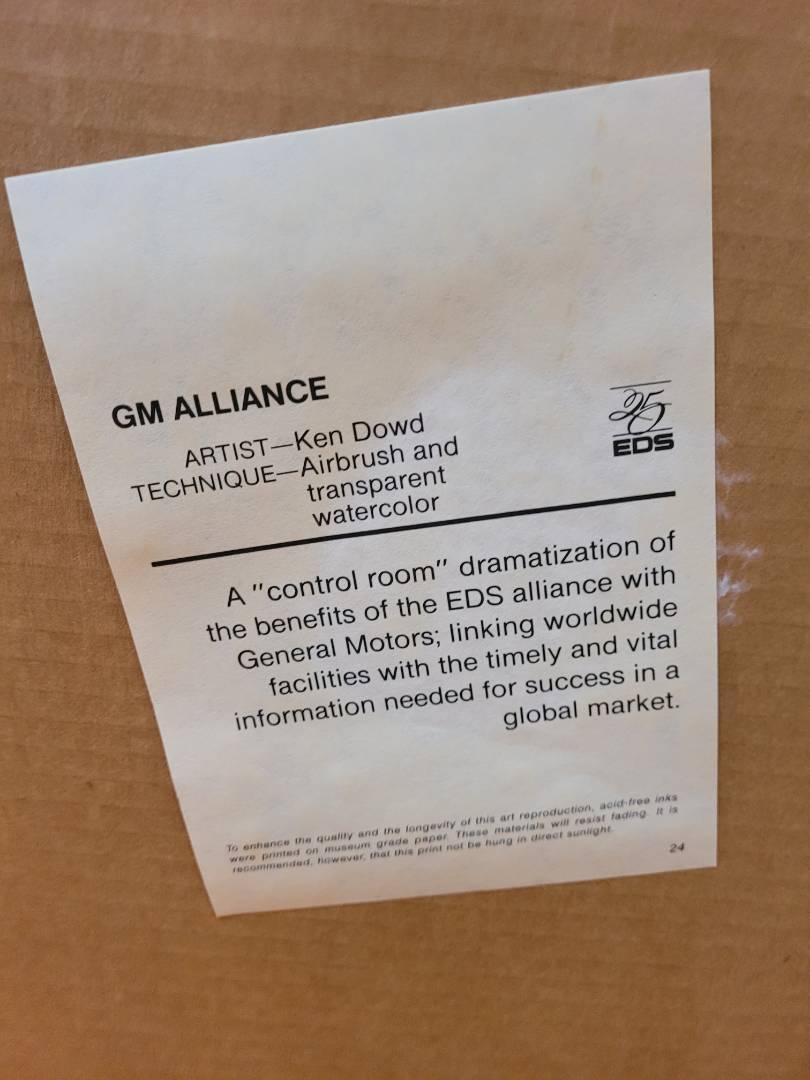 GM ALLIANCE
ARTIST—Ken Dowd
TECHNIQUE—Airbrush and
transparent
watercolor
25
EDS
A "control room" dramatization of
the benefits of the EDS alliance with
General Motors; linking worldwide
facilities with the timely and vital
information needed for success in a
global market.
To enhance the quality and the longevity of this art reproduction, acid-free inks
were printed on museum grade paper. These materials will resist fading. It is
recommended, however, that this print not be hung in direct sunlight.
24